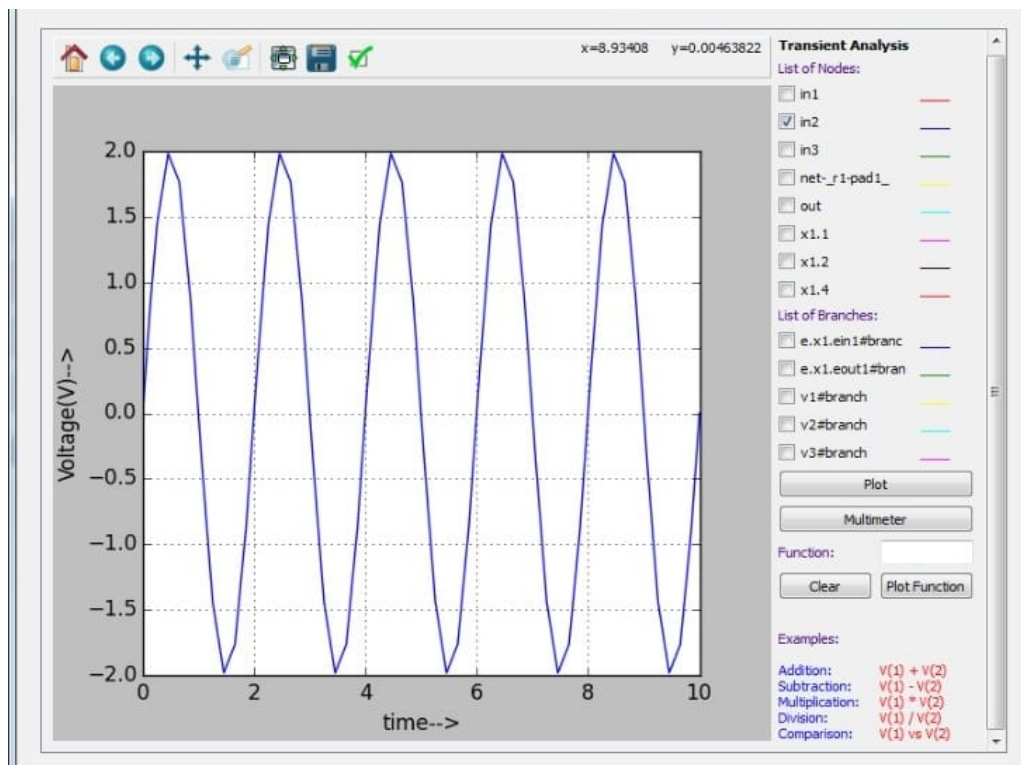 x=8.93408 y=0.00463822
2.0
1.5
1.0
0.5
0.0
−0.5
−1.0
−1.5
−2.0
Voltage(V)-->
0 2 4 6 8 10
time-->
Transient Analysis
List of Nodes:
in1
in2
in3
net-_r1-pad1_
out
x1.1
x1.2
x1.4
List of Branches:
e.x1.ein1#branc
e.x1.eout1#bran
v1#branch
v2#branch
v3#branch
Plot
Multimeter
Function:
Clear Plot Function
Examples:
Addition: V(1) + V(2)
Subtraction: V(1) - V(2)
Multiplication: V(1) * V(2)
Division: V(1) / V(2)
Comparison: V(1) vs V(2)